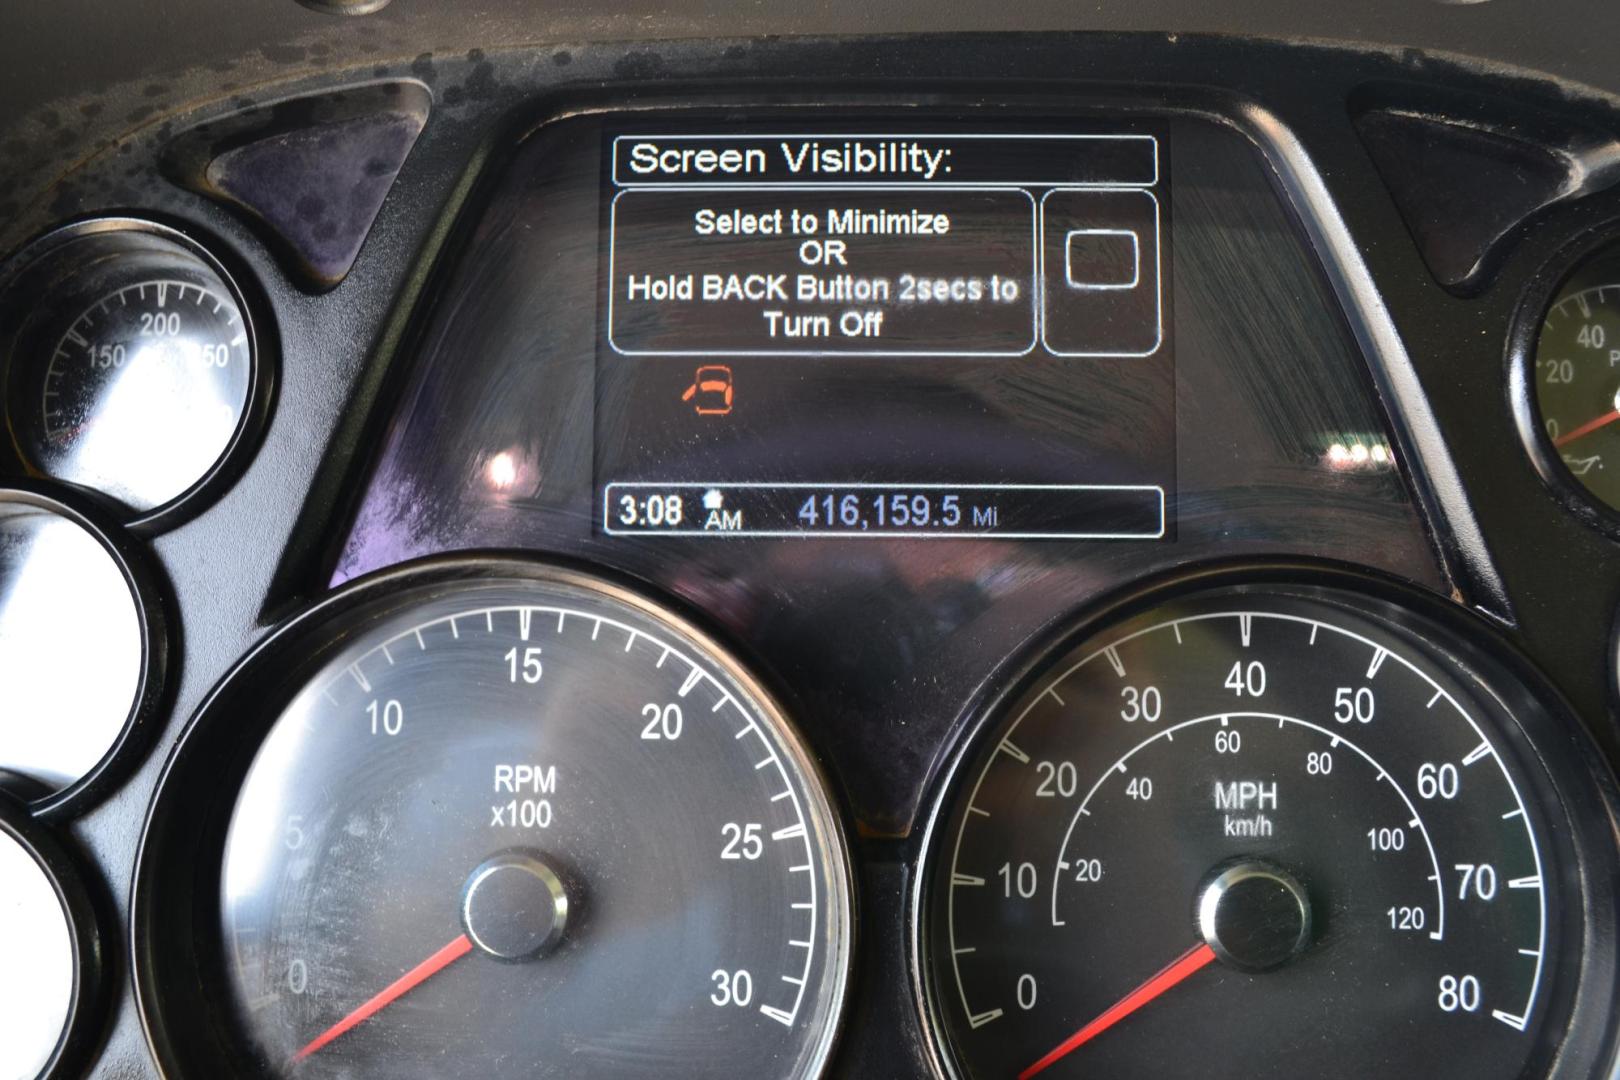 Screen Visibility:
Select to Minimize
OR
Hold BACK Button 2secs to
Turn Off
3:08 AM 416,159.5 Mi
200
150
40
20
0
15
10
20
RPM
x100
5
25
0
30
40
30
50
20
60
60
80
40
MPH
km/h
100
20
10
70
120
0
80